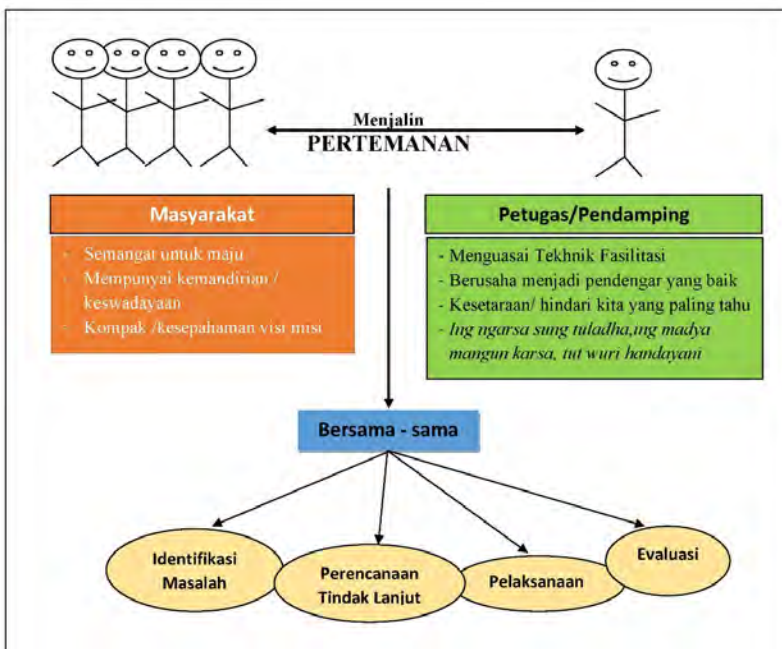 Menjalin
PERTEMANAN
Masyarakat
- Semangat untuk maju
- Mempunyai kemandirian /
keswadayaan
- Kompak /kesepahaman visi misi
Petugas/Pendamping
- Menguasai Tekhnik Fasilitasi
- Berusaha menjadi pendengar yang baik
- Kesetaraan/ hindari kita yang paling tahu
- Ing ngarsa sung tuladha,ing madya
mangun karsa, tut wuri handayani
Bersama - sama
Identifikasi
Masalah
Perencanaan
Tindak Lanjut
Pelaksanaan
Evaluasi